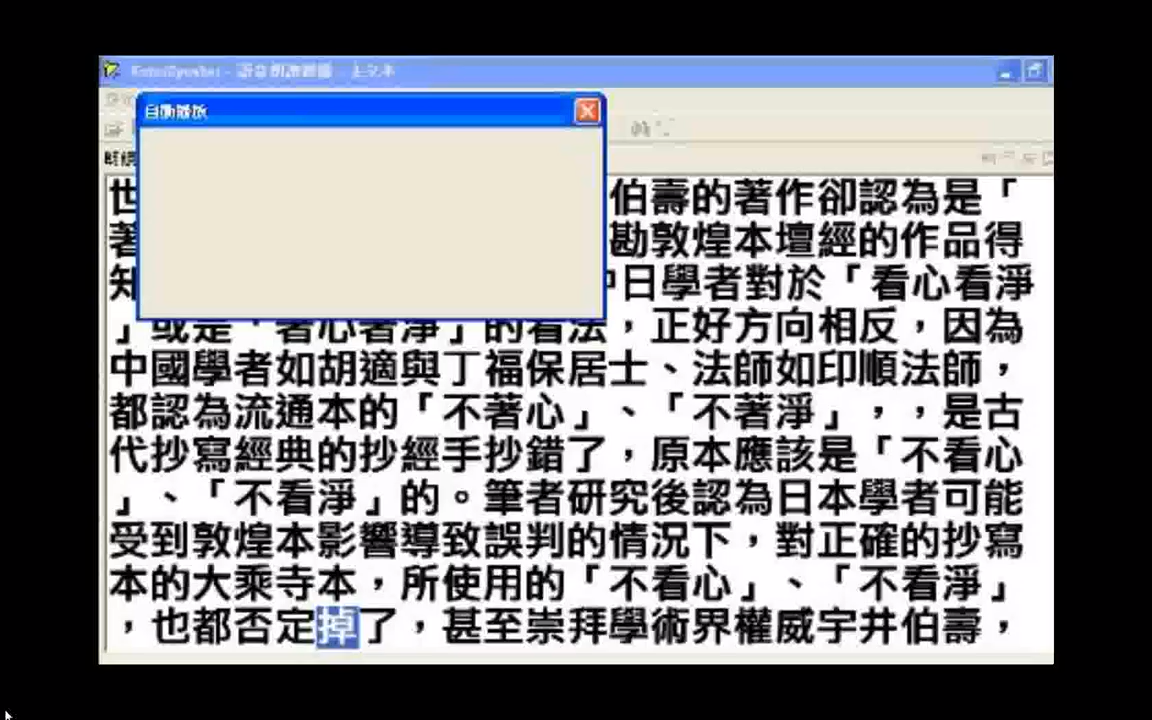 自動播放
世
伯壽的著作卻認為是「
著
勘敦煌本壇經的作品得
知
中日學者對於「看心看淨
」或是「著心著淨」的看法，正好方向相反，因為
中國學者如胡適與丁福保居士、法師如印順法師，
都認為流通本的「不著心」、「不著淨」，，是古
代抄寫經典的抄經手抄錯了，原本應該是「不看心
」、「不看淨」的。筆者研究後認為日本學者可能
受到敦煌本影響導致誤判的情況下，對正確的抄寫
本的大乘寺本，所使用的「不看心」、「不看淨」
，也都否定掉了，甚至崇拜學術界權威宇井伯壽，